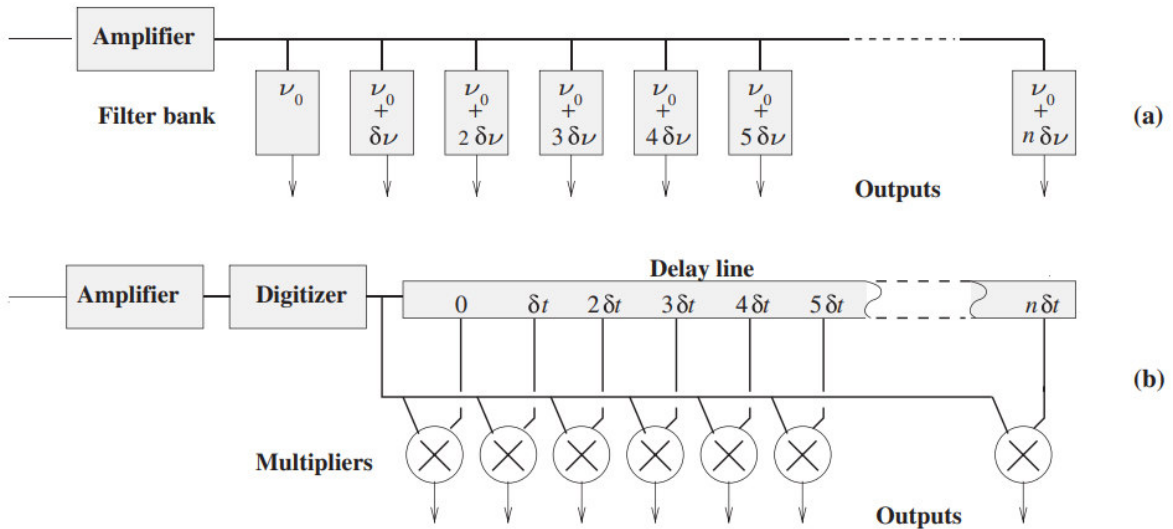 Amplifier
Filter bank
ν₀
ν₀ + δν
ν₀ + 2 δν
ν₀ + 3 δν
ν₀ + 4 δν
ν₀ + 5 δν
ν₀ + n δν
(a)
Outputs
Delay line
Amplifier
Digitizer
0 δt 2 δt 3 δt 4 δt 5 δt n δt
(b)
Multipliers
Outputs